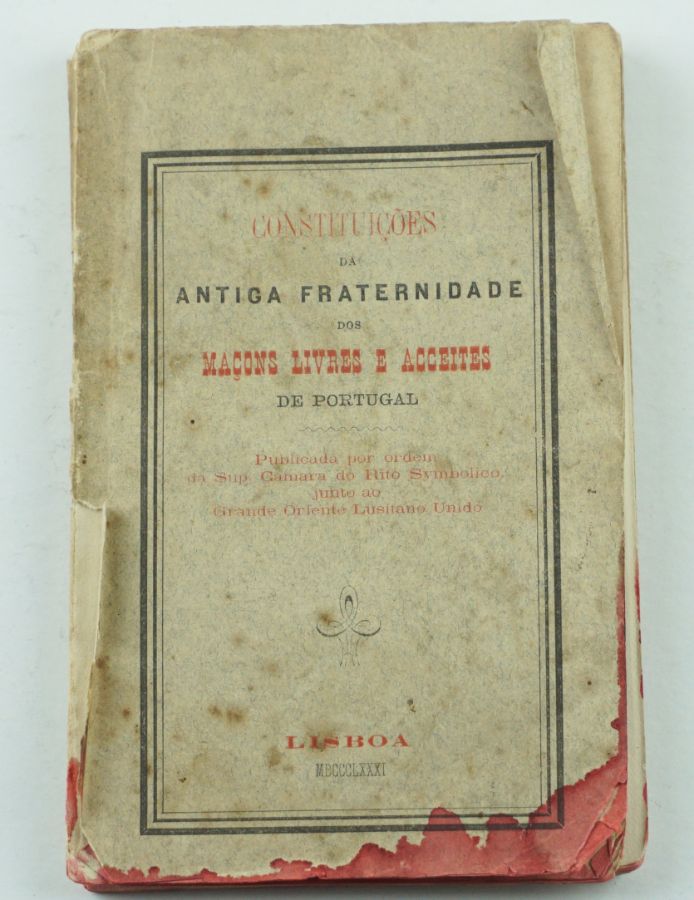 CONSTITUIÇÕES
DA
ANTIGA FRATERNIDADE
DOS
MAÇONS LIVRES E ACCEITES
DE PORTUGAL
Publicada por ordem
da Sup. Camara do Rito Symbolico,
junto ao
Grande Oriente Lusitano Unido
LISBOA
MDCCCLXXXI